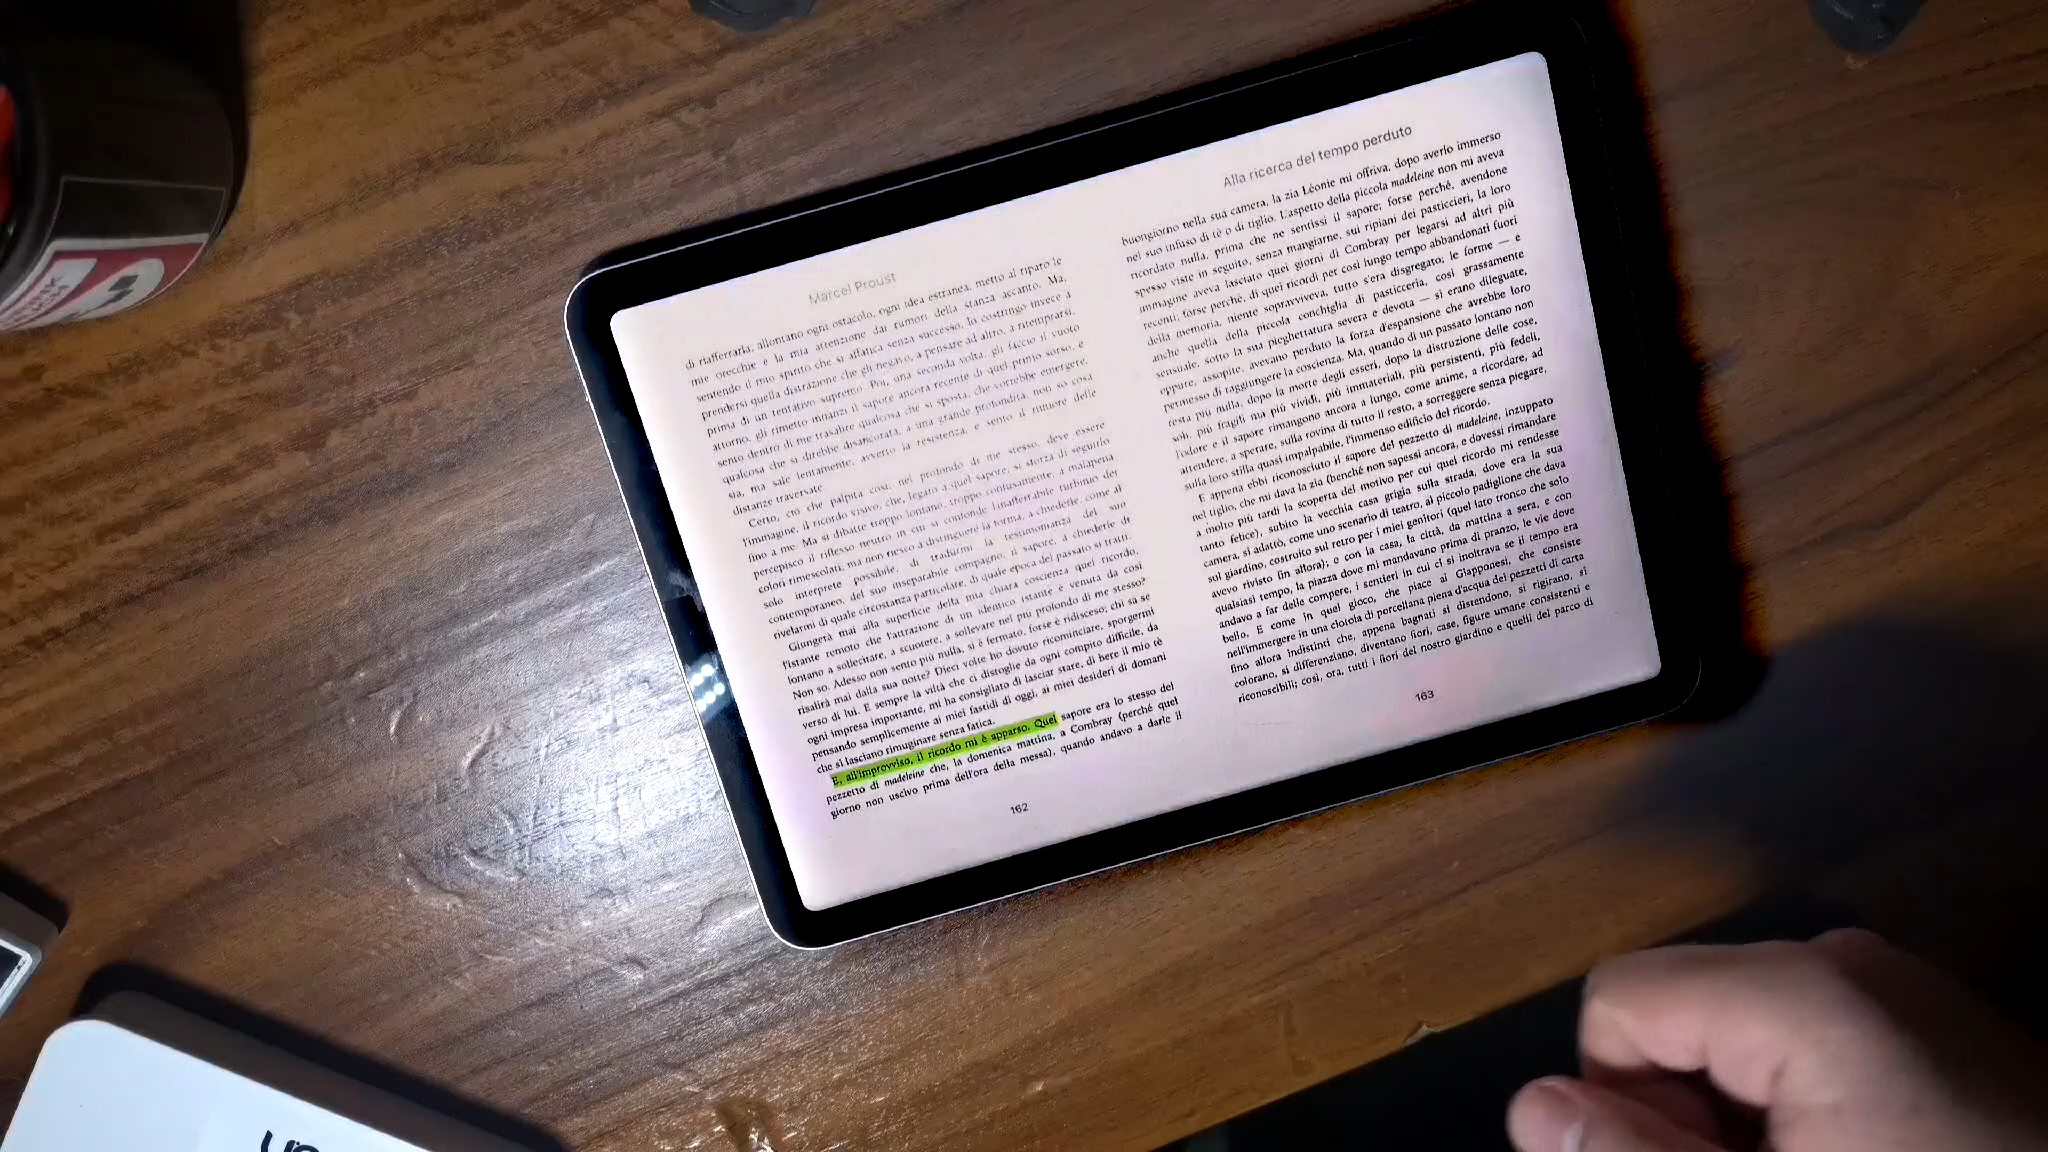 Marcel Proust
di riafferrarla, allontano ogni ostacolo, ogni idea estranea, metto al riparo le
mie orecchie e la mia attenzione dai rumori della stanza accanto. Ma,
sentendo il mio spirito che si affatica senza successo, lo costringo invece a
prendersi quella distrazione che gli negavo, a pensare ad altro, a ritemprarsi,
prima di un tentativo supremo. Poi, una seconda volta, gli faccio il vuoto
attorno, gli rimetto innanzi il sapore ancora recente di quel primo sorso, e
sento dentro di me trasalire qualcosa che si sposta, che vorrebbe emergere,
qualcosa che si direbbe disancorata, a una grande profondità, non so cosa
sia, ma sale lentamente, avverto la resistenza, e sento il rumore delle
distanze traversate
Certo, ciò che palpita così, nel profondo di me stesso, deve essere
l'immagine, il ricordo visivo, che, legato a quel sapore, si sforza di seguirlo
fino a me. Ma si dibatte troppo lontano, troppo confusamente, a malapena
percepisco il riflesso neutro in cui si confonde l'inafferrabile turbinio dei
colori rimescolati, ma non riesco a distinguere la forma, a chiederle, come al
solo interprete possibile, di tradurmi la testimonianza del suo
contemporaneo, del suo inseparabile compagno, il sapore, a chiederle di
rivelarmi di quale circostanza particolare, di quale epoca del passato si tratti.
Giungerà mai alla superficie della mia chiara coscienza quel ricordo,
l'istante remoto che l'attrazione di un identico istante è venuta da così
lontano a sollecitare, a scuotere, a sollevare nel più profondo di me stesso?
Non so. Adesso non sento più nulla, si è fermato, forse è ridisceso; chi sa se
risalirà mai dalla sua notte? Dieci volte ho dovuto ricominciare, sporgermi
verso di lui. E sempre la viltà che ci distoglie da ogni compito difficile, da
ogni impresa importante, mi ha consigliato di lasciar stare, di bere il mio tè
pensando semplicemente ai miei fastidi di oggi, ai miei desideri di domani
che si lasciano rimuginare senza fatica.
E, all'improvviso, il ricordo mi è apparso. Quel sapore era lo stesso del
pezzetto di madeleine che, la domenica mattina, a Combray (perché quel
giorno non uscivo prima dell'ora della messa), quando andavo a darle il
162
Alla ricerca del tempo perduto
buongiorno nella sua camera, la zia Léonie mi offriva, dopo averlo immerso
nel suo infuso di tè o di tiglio. L'aspetto della piccola madeleine non mi aveva
ricordato nulla, prima che ne sentissi il sapore; forse perché, avendone
spesso viste in seguito, senza mangiarne, sui ripiani dei pasticcieri, la loro
immagine aveva lasciato quei giorni di Combray per legarsi ad altri più
recenti; forse perché, di quei ricordi per così lungo tempo abbandonati fuori
della memoria, niente sopravviveva, tutto s'era disgregato; le forme — e
anche quella della piccola conchiglia di pasticceria, così grassamente
sensuale, sotto la sua pieghettatura severa e devota — si erano dileguate,
oppure, assopite, avevano perduto la forza d'espansione che avrebbe loro
permesso di raggiungere la coscienza. Ma, quando di un passato lontano non
resta più nulla, dopo la morte degli esseri, dopo la distruzione delle cose,
soli, più fragili ma più vividi, più immateriali, più persistenti, più fedeli,
l'odore e il sapore rimangono ancora a lungo, come anime, a ricordare, ad
attendere, a sperare, sulla rovina di tutto il resto, a sorreggere senza piegare,
sulla loro stilla quasi impalpabile, l'immenso edificio del ricordo.
E appena ebbi riconosciuto il sapore del pezzetto di madeleine, inzuppato
nel tiglio, che mi dava la zia (benché non sapessi ancora, e dovessi rimandare
a molto più tardi la scoperta del motivo per cui quel ricordo mi rendesse
tanto felice), subito la vecchia casa grigia sulla strada, dove era la sua
camera, si adattò, come uno scenario di teatro, al piccolo padiglione che dava
sul giardino, costruito sul retro per i miei genitori (quel lato tronco che solo
avevo rivisto fin allora); e con la casa, la città, da mattina a sera, e con
qualsiasi tempo, la piazza dove mi mandavano prima di pranzo, le vie dove
andavo a far delle compere, i sentieri in cui ci si inoltrava se il tempo era
bello. E come in quel gioco, che piace ai Giapponesi, che consiste
nell'immergere in una ciotola di porcellana piena d'acqua dei pezzetti di carta
fino allora indistinti che, appena bagnati si distendono, si rigirano, si
colorano, si differenziano, diventano fiori, case, figure umane consistenti e
riconoscibili; così, ora, tutti i fiori del nostro giardino e quelli del parco di
163